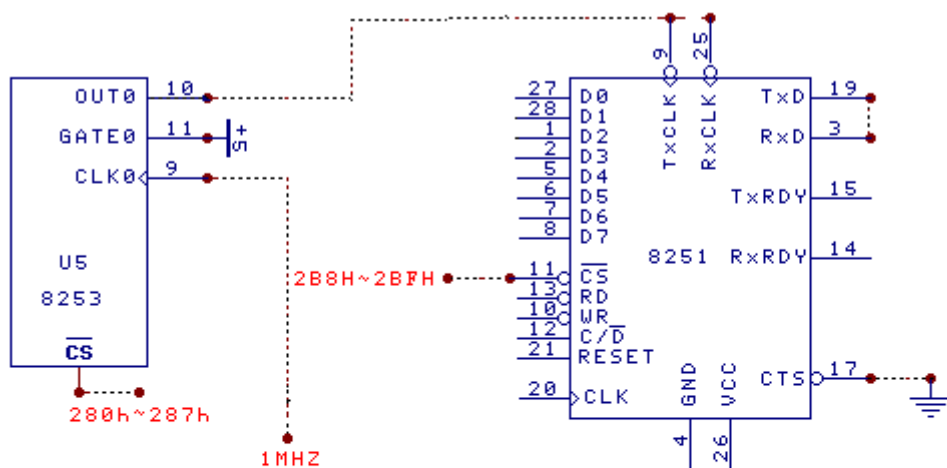 OUT0 10
GATE0 11 +5
CLK0 9
U5
8253
CS
280h~287h
1MHZ
9 25
TxCLK RxCLK
27 D0
28 D1
1 D2
2 D3
5 D4
6 D5
7 D6
8 D7
2B8H~2BFH 11 CS
13 RD
10 WR
12 C/D
21 RESET
20 CLK
8251
TxD 19
RxD 3
TxRDY 15
RxRDY 14
CTS 17
GND VCC
4 26